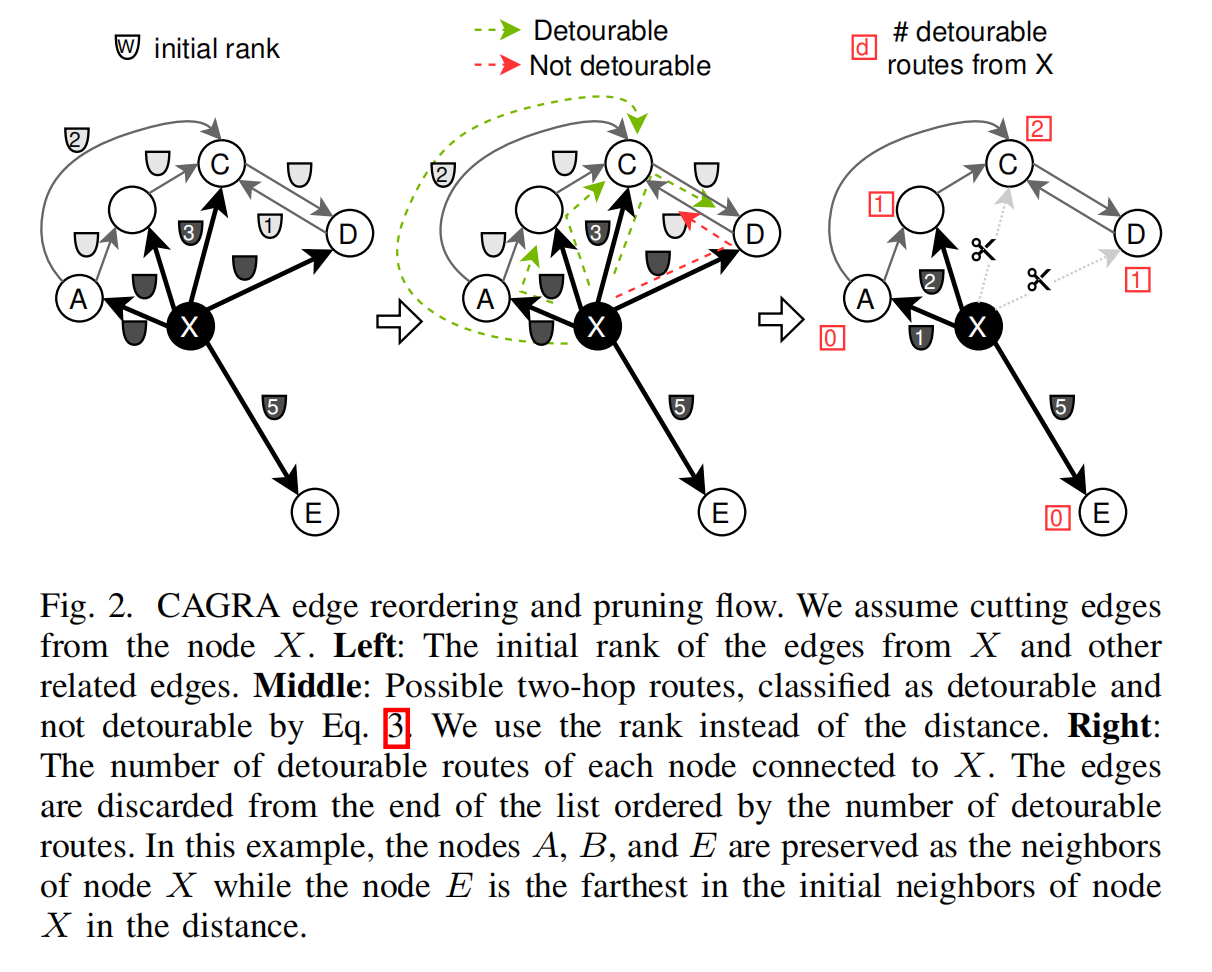 W initial rank
Detourable
Not detourable
d # detourable
routes from X
2
C
3
1
D
A
X
5
E
2
C
3
D
A
X
5
E
2
C
1
D
1
A
2
X
0
1
5
0
E
Fig. 2. CAGRA edge reordering and pruning flow. We assume cutting edges
from the node X. Left: The initial rank of the edges from X and other
related edges. Middle: Possible two-hop routes, classified as detourable and
not detourable by Eq. 3. We use the rank instead of the distance. Right:
The number of detourable routes of each node connected to X. The edges
are discarded from the end of the list ordered by the number of detourable
routes. In this example, the nodes A, B, and E are preserved as the neighbors
of node X while the node E is the farthest in the initial neighbors of node
X in the distance.